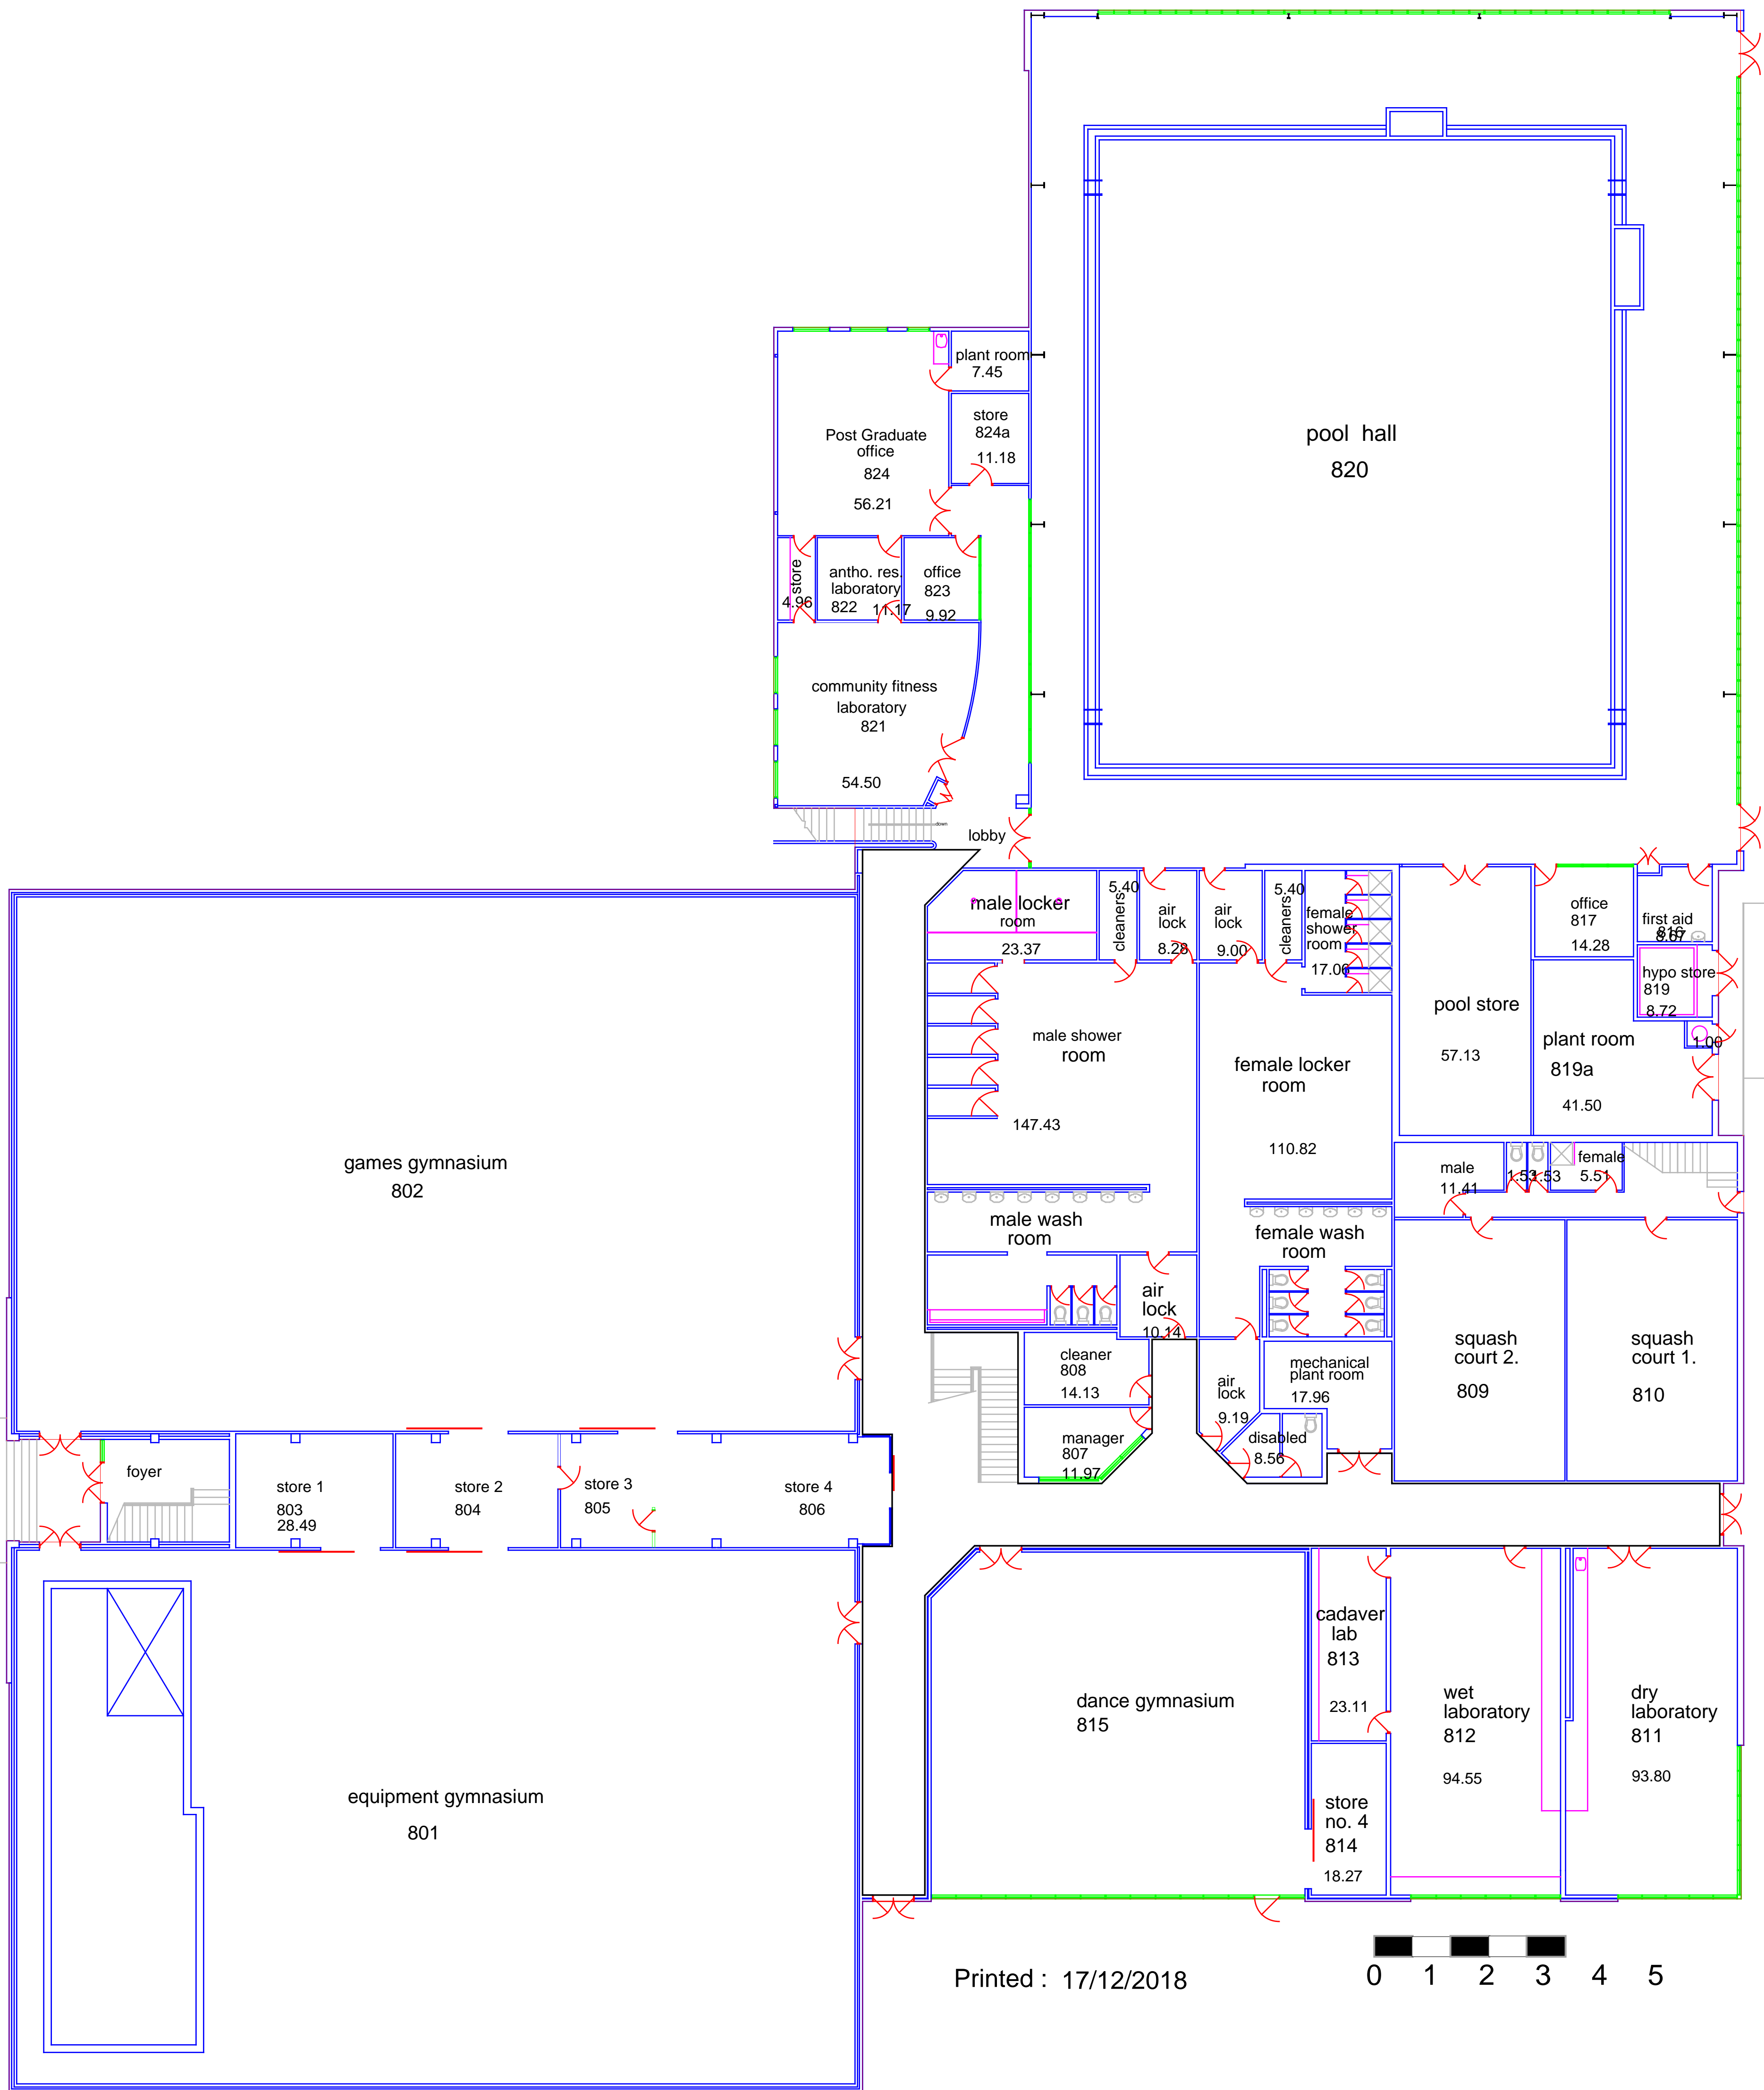 pool hall
820
plant room
7.45
store
824a
11.18
Post Graduate
office
824
56.21
store
4.96
antho. res.
laboratory
822 11.17
office
823
9.92
community fitness
laboratory
821
54.50
down
lobby
male locker
room
23.37
5.40
cleaners
air
lock
8.28
air
lock
9.00
5.40
cleaners
female
shower
room
17.00
office
817
14.28
first aid
816
8.67
hypo store
819
8.72
1.00
pool store
57.13
plant room
819a
41.50
male shower
room
147.43
female locker
room
110.82
games gymnasium
802
male
11.41
1.53
1.53
female
5.51
male wash
room
female wash
room
air
lock
10.14
squash
court 2.
809
squash
court 1.
810
cleaner
808
14.13
mechanical
plant room
17.96
air
lock
9.19
manager
807
11.97
disabled
8.56
foyer
store 1
803
28.49
store 2
804
store 3
805
store 4
806
cadaver
lab
813
23.11
dance gymnasium
815
wet
laboratory
812
94.55
dry
laboratory
811
93.80
equipment gymnasium
801
store
no. 4
814
18.27
Printed : 17/12/2018
0 1 2 3 4 5